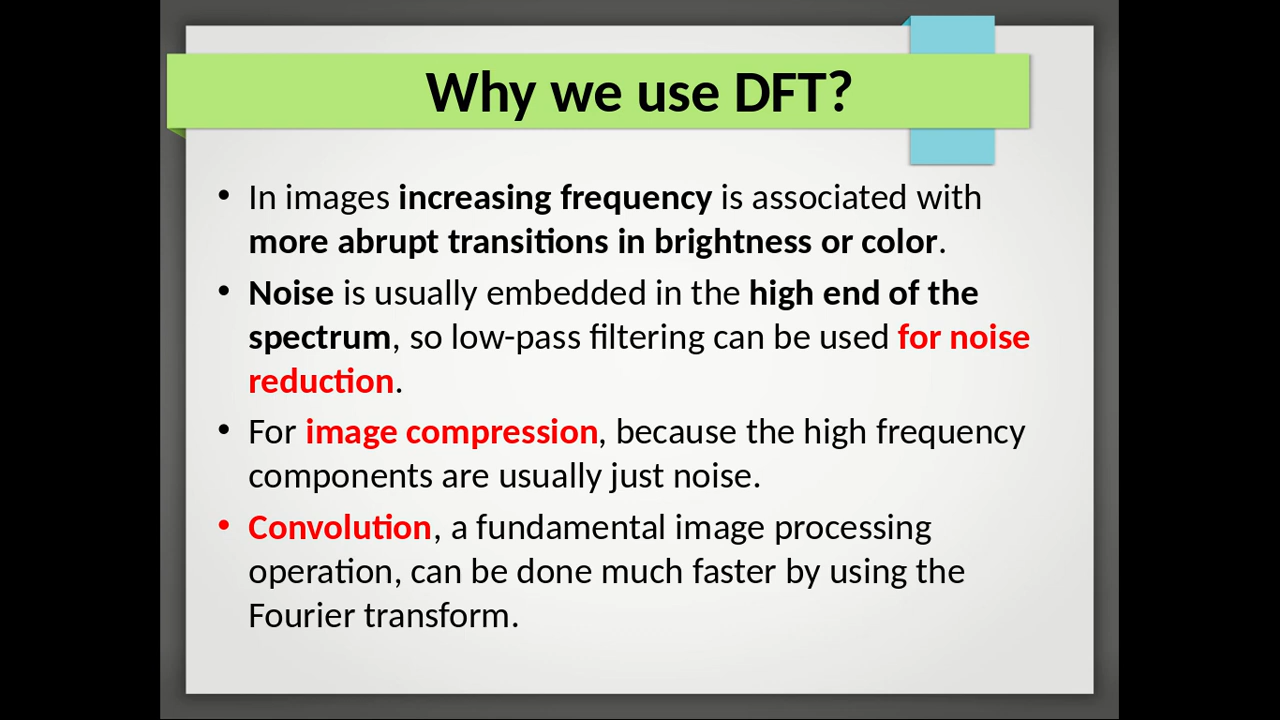 Why we use DFT?
• In images increasing frequency is associated with
more abrupt transitions in brightness or color.
• Noise is usually embedded in the high end of the
spectrum, so low-pass filtering can be used for noise
reduction.
• For image compression, because the high frequency
components are usually just noise.
• Convolution, a fundamental image processing
operation, can be done much faster by using the
Fourier transform.